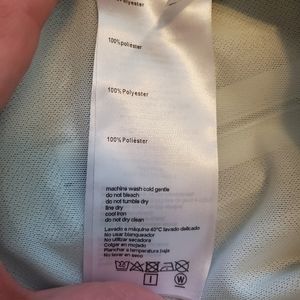 Polyester
100%poliéster
100%Polyester
100%Poliéster
machine wash cold gentle
do not bleach
do not tumble dry
line dry
cool iron
do not dry clean
Lavado a máquina 40°C lavado delicado
No usar blanqueador
No utilizar secadora
Colgar en mojado
Planchar a temperatura baja
No lavar en seco
I
W